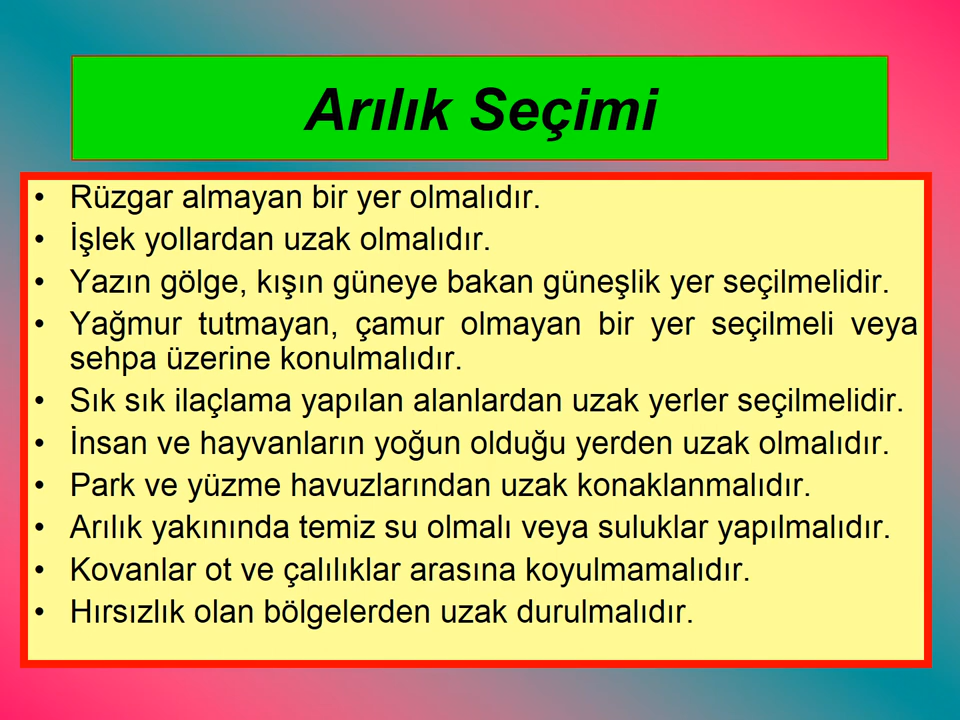 Arılık Seçimi
• Rüzgar almayan bir yer olmalıdır.
• İşlek yollardan uzak olmalıdır.
• Yazın gölge, kışın güneye bakan güneşlik yer seçilmelidir.
• Yağmur tutmayan, çamur olmayan bir yer seçilmeli veya
sehpa üzerine konulmalıdır.
• Sık sık ilaçlama yapılan alanlardan uzak yerler seçilmelidir.
• İnsan ve hayvanların yoğun olduğu yerden uzak olmalıdır.
• Park ve yüzme havuzlarından uzak konaklanmalıdır.
• Arılık yakınında temiz su olmalı veya suluklar yapılmalıdır.
• Kovanlar ot ve çalılıklar arasına koyulmamalıdır.
• Hırsızlık olan bölgelerden uzak durulmalıdır.